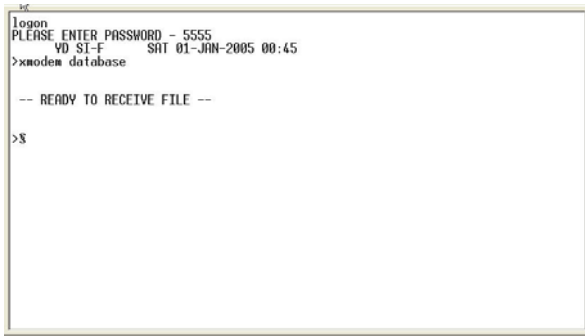 logon
PLEASE ENTER PASSWORD - 5555
YD SI-F SAT 01-JAN-2005 00:45
>xmodem database
-- READY TO RECEIVE FILE --
>%